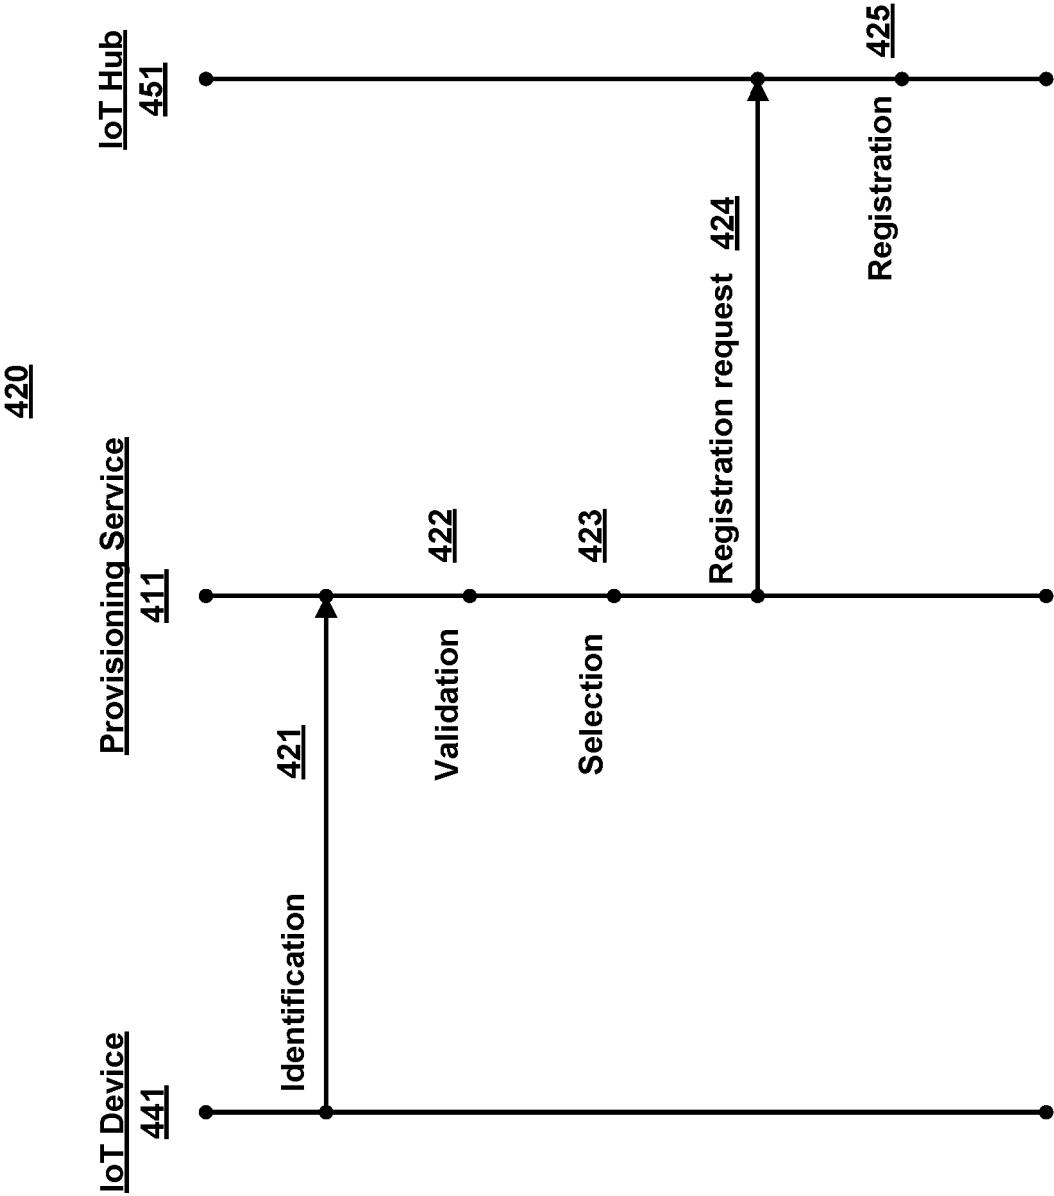 420
IoT Device
441
Provisioning Service
411
IoT Hub
451
Identification 421
Validation 422
Selection 423
Registration request 424
Registration 425